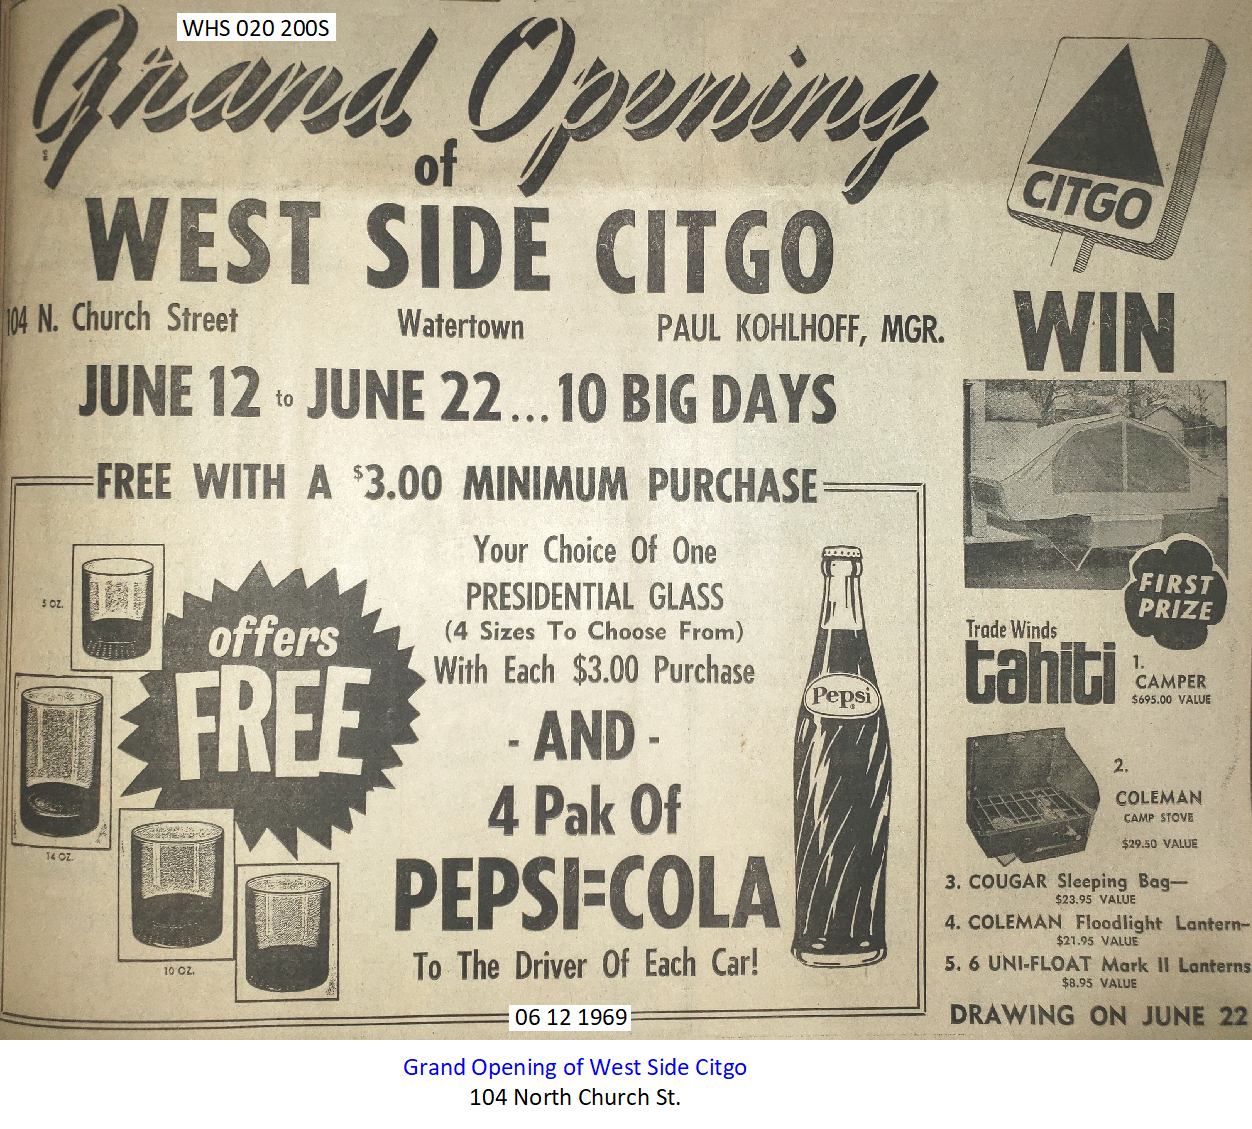 WHS 020 200S
Grand Opening
of
WEST SIDE CITGO
104 N. Church Street Watertown PAUL KOHLHOFF, MGR.
JUNE 12 to JUNE 22...10 BIG DAYS
FREE WITH A $3.00 MINIMUM PURCHASE
5 OZ.
14 OZ.
10 OZ.
offers
FREE
Your Choice Of One
PRESIDENTIAL GLASS
(4 Sizes To Choose From)
With Each $3.00 Purchase
- AND -
4 Pak Of
PEPSI=COLA
To The Driver Of Each Car!
Pepsi
CITGO
WIN
FIRST
PRIZE
Trade Winds
tahiti
1.
CAMPER
$695.00 VALUE
2.
COLEMAN
CAMP STOVE
$29.50 VALUE
3. COUGAR Sleeping Bag—
$23.95 VALUE
4. COLEMAN Floodlight Lantern—
$21.95 VALUE
5. 6 UNI-FLOAT Mark II Lanterns
$8.95 VALUE
DRAWING ON JUNE 22
06 12 1969
Grand Opening of West Side Citgo
104 North Church St.